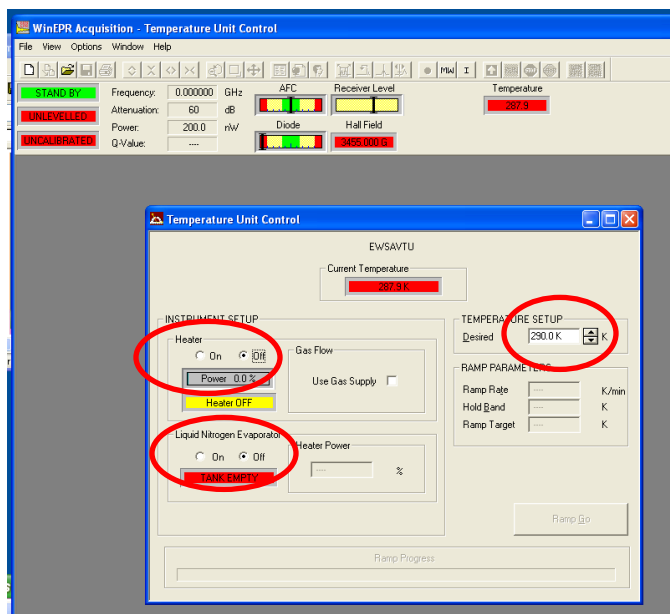 WinEPR Acquisition - Temperature Unit Control
File View Options Window Help
MW I
STAND BY Frequency: 0.000000 GHz AFC Receiver Level Temperature
287.9
UNLEVELLED Attenuation: 60 dB
Power: 200.0 nW Diode Hall Field
UNCALIBRATED Q-Value: ---- 3455.000 G
Temperature Unit Control
EWSAVTU
Current Temperature
287.9 K
INSTRUMENT SETUP
Heater
On Off
Power 0.0 %
Heater OFF
Gas Flow
Use Gas Supply
Liquid Nitrogen Evaporator
On Off
TANK EMPTY
Heater Power
---- %
TEMPERATURE SETUP
Desired 290.0 K K
RAMP PARAMETERS
Ramp Rate ---- K/min
Hold Band ---- K
Ramp Target ---- K
Ramp Go
Ramp Progress